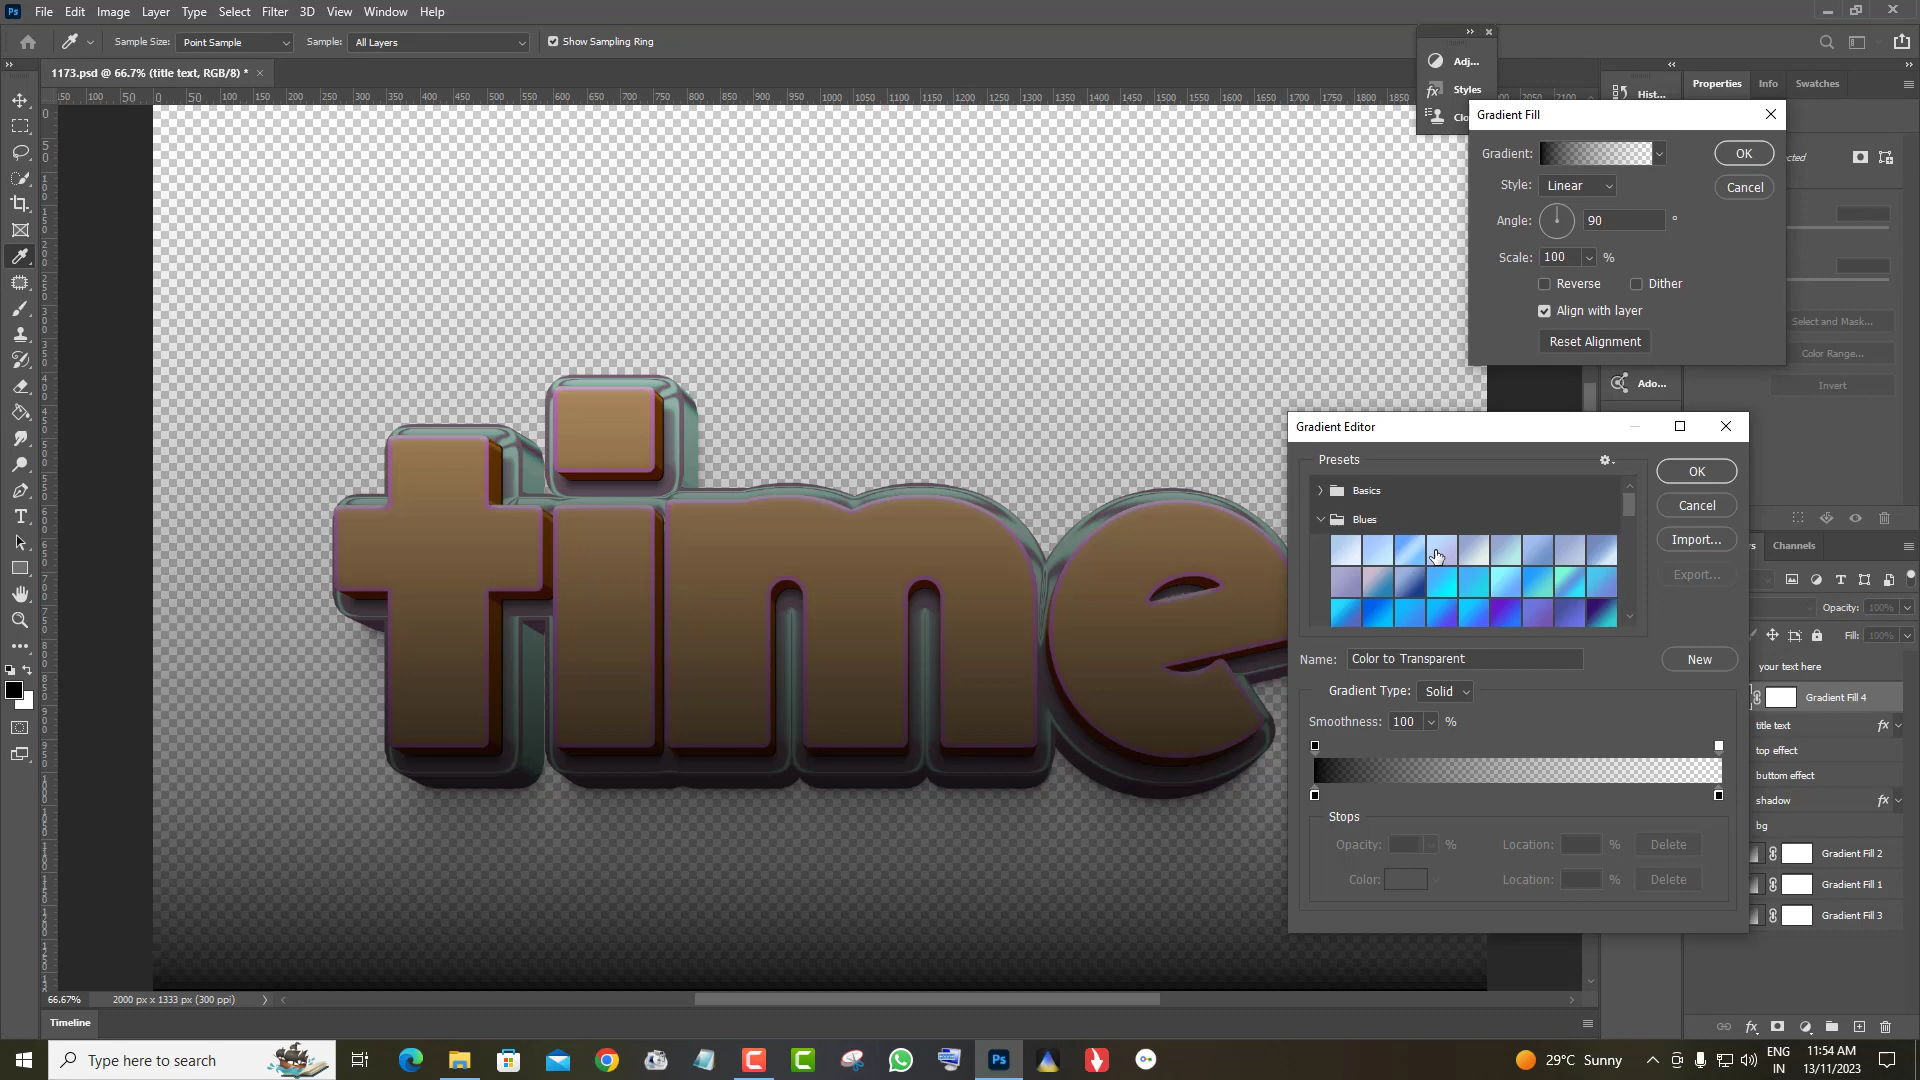 File Edit Image Layer Type Select Filter 3D View Window Help
Sample Size: Point Sample Sample: All Layers Show Sampling Ring
1173.psd @ 66.7% (title text, RGB/8) *
Adj...
Styles
Clo
Hist...
Properties Info Swatches
Gradient Fill
Gradient: OK
Style: Linear Cancel
Angle: 90 °
Scale: 100 %
Reverse Dither
Align with layer
Reset Alignment
Select and Mask...
Color Range...
Invert
Ado...
time
Gradient Editor
Presets
Basics
Blues
OK
Cancel
Import...
Export...
Name: Color to Transparent New
Gradient Type: Solid
Smoothness: 100 %
Stops
Opacity: % Location: % Delete
Color: Location: % Delete
Channels
Opacity: 100%
Fill: 100%
your text here
Gradient Fill 4
title text fx
top effect
buttom effect
shadow fx
bg
Gradient Fill 2
Gradient Fill 1
Gradient Fill 3
66.67% 2000 px x 1333 px (300 ppi)
Timeline
Type here to search
29°C Sunny
ENG
IN
11:54 AM
13/11/2023